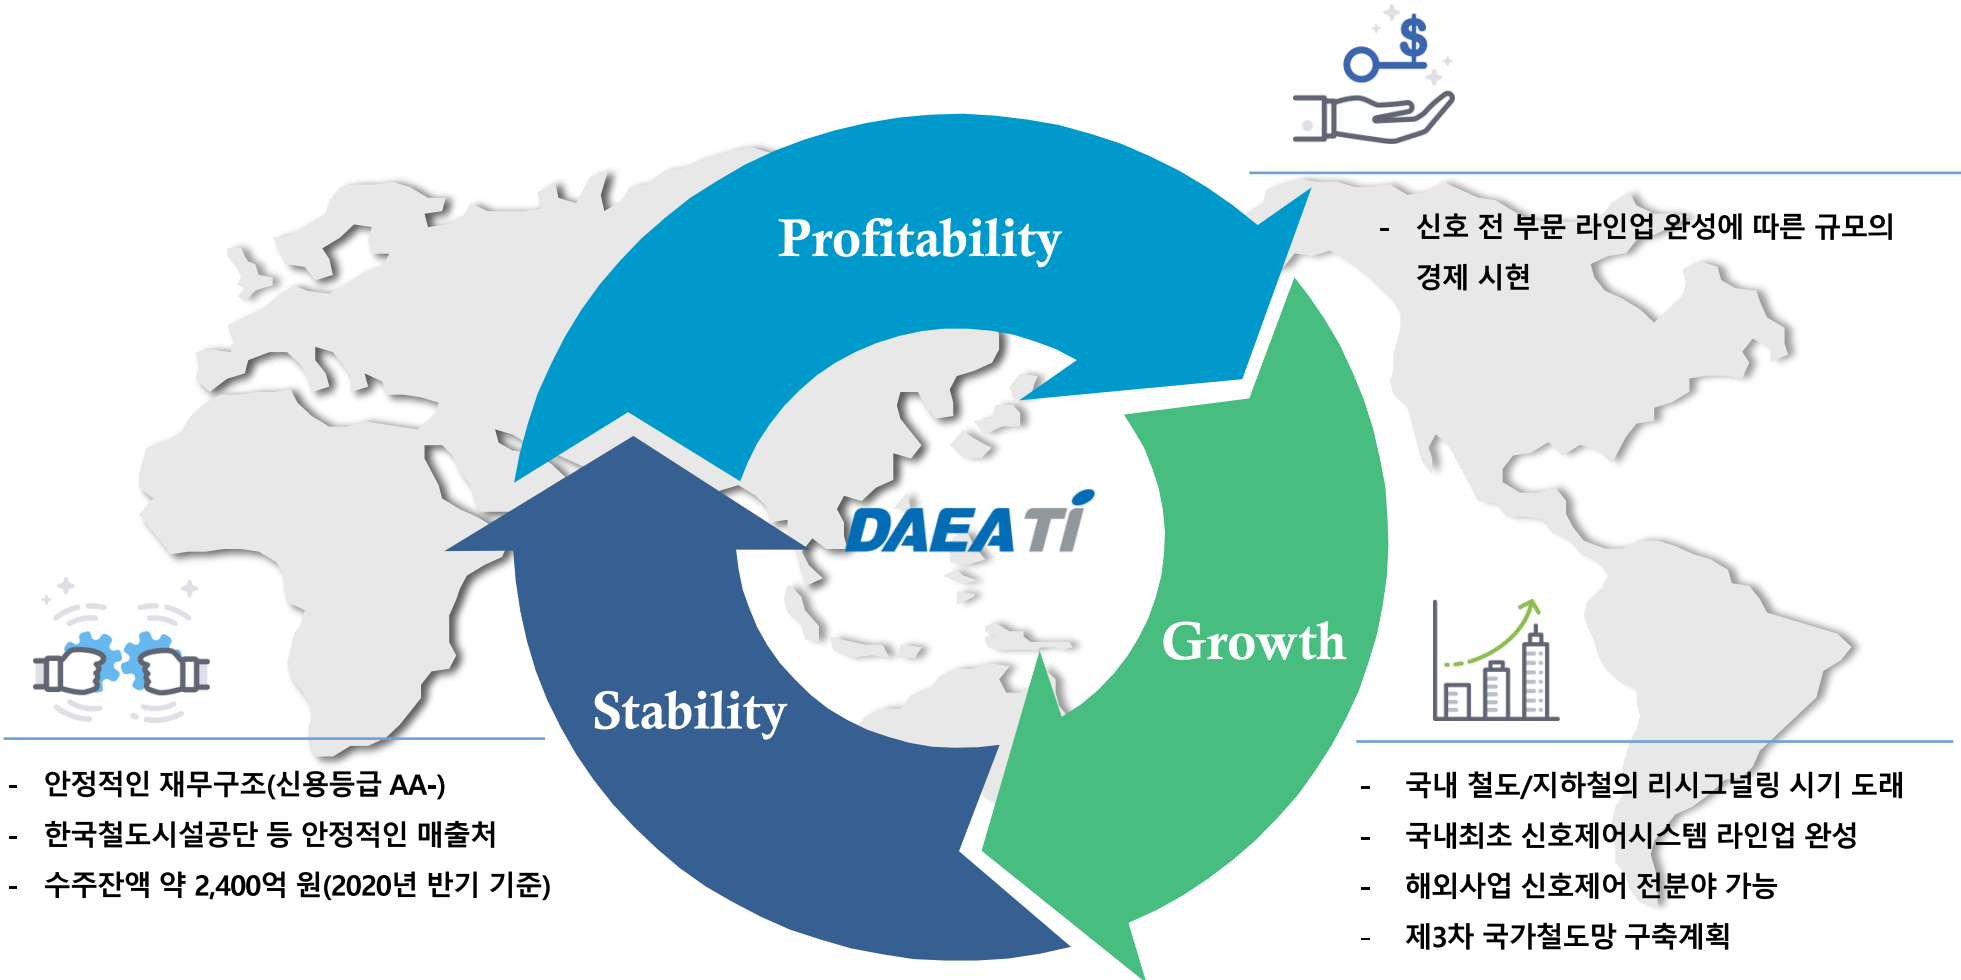 Profitability
- 신호 전 부문 라인업 완성에 따른 규모의
경제 시현
DAEATi
Growth
Stability
- 안정적인 재무구조(신용등급 AA-)
- 한국철도시설공단 등 안정적인 매출처
- 수주잔액 약 2,400억 원(2020년 반기 기준)
- 국내 철도/지하철의 리시그널링 시기 도래
- 국내최초 신호제어시스템 라인업 완성
- 해외사업 신호제어 전분야 가능
- 제3차 국가철도망 구축계획
$